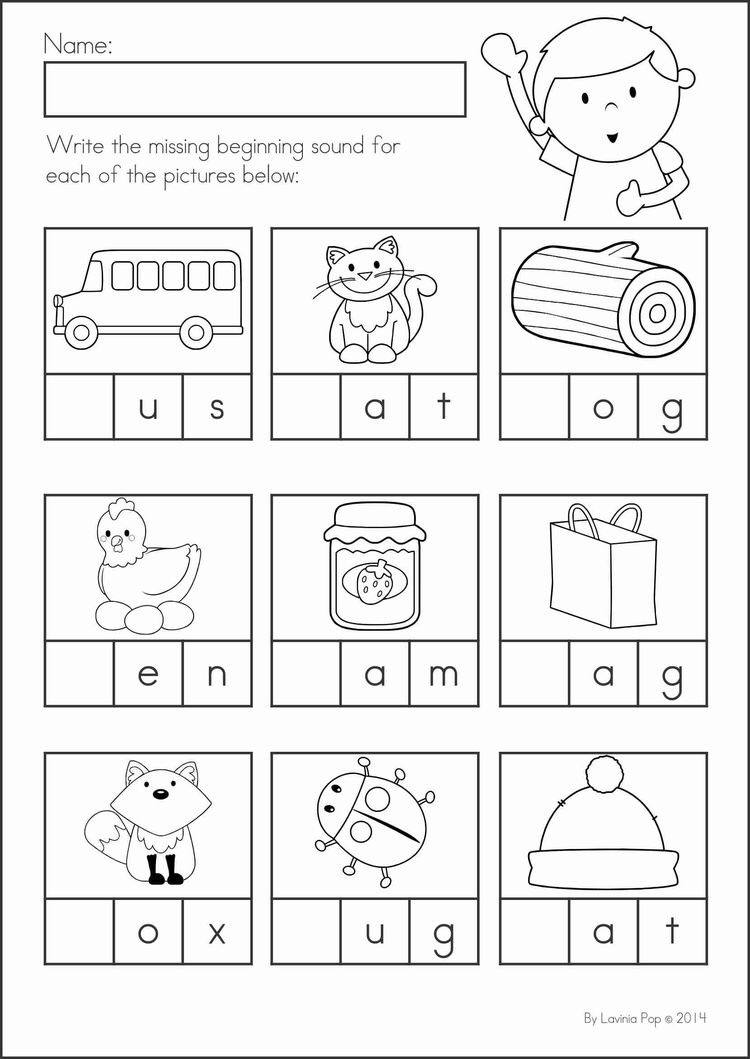 Name:
Write the missing beginning sound for
each of the pictures below:
u s
a t
o g
e n
a m
a g
o x
u g
a t
By Lavinia Pop © 2014